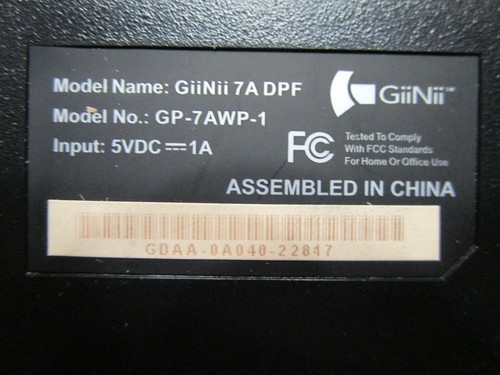 Model Name: GiiNii 7A DPF
GiiNii™
Model No.: GP-7AWP-1
Input: 5VDC⎓1A
FC
Tested To Comply
With FCC Standards
For Home Or Office Use
ASSEMBLED IN CHINA
GDAA-0A040-22847